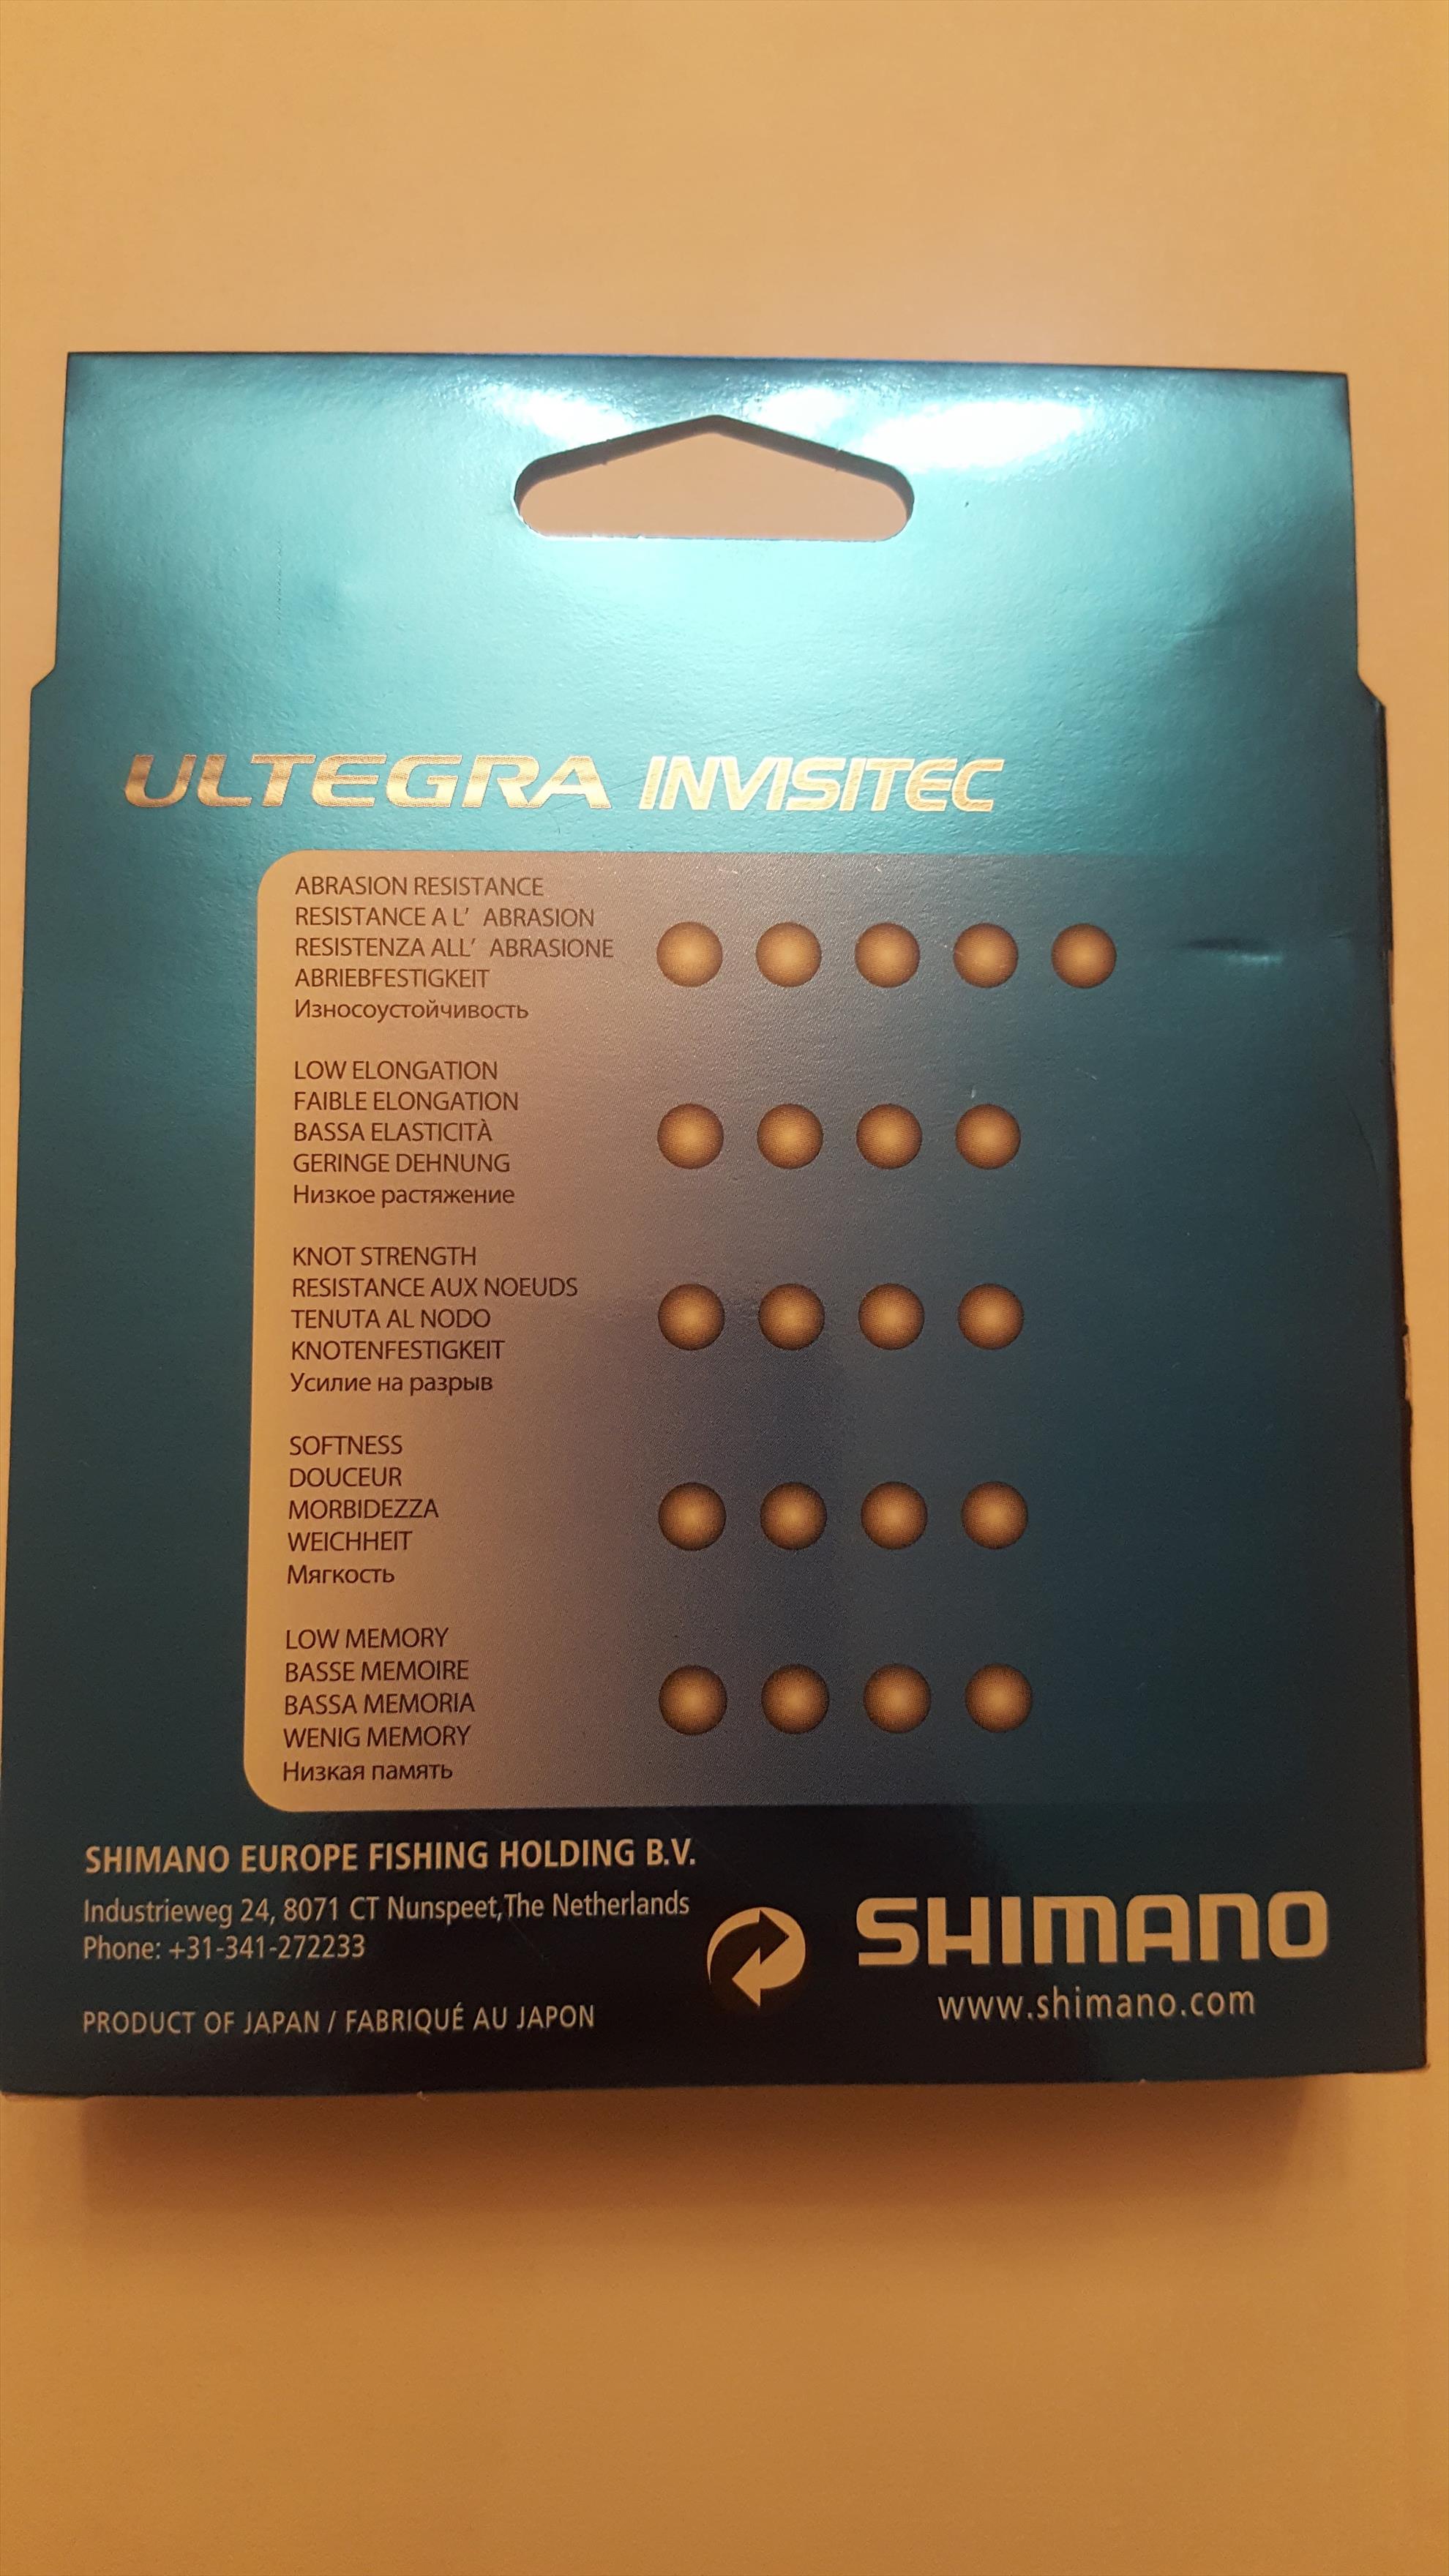 ULTEGRA INVISITEC
ABRASION RESISTANCE
RESISTANCE A L' ABRASION
RESISTENZA ALL' ABRASIONE
ABRIEBFESTIGKEIT
Износоустойчивость
LOW ELONGATION
FAIBLE ELONGATION
BASSA ELASTICITÀ
GERINGE DEHNUNG
Низкое растяжение
KNOT STRENGTH
RESISTANCE AUX NOEUDS
TENUTA AL NODO
KNOTENFESTIGKEIT
Усилие на разрыв
SOFTNESS
DOUCEUR
MORBIDEZZA
WEICHHEIT
Мягкость
LOW MEMORY
BASSE MEMOIRE
BASSA MEMORIA
WENIG MEMORY
Низкая память
SHIMANO EUROPE FISHING HOLDING B.V.
Industrieweg 24, 8071 CT Nunspeet,The Netherlands
Phone: +31-341-272233
PRODUCT OF JAPAN / FABRIQUÉ AU JAPON
SHIMANO
www.shimano.com